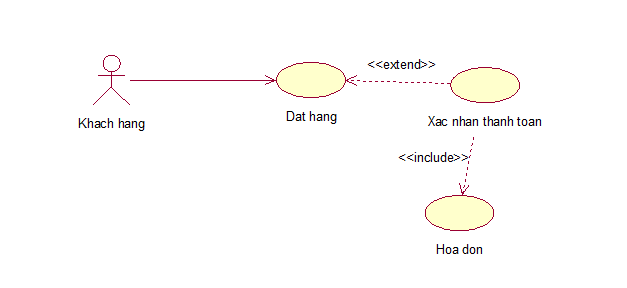 <<extend>>
Khach hang
Dat hang
Xac nhan thanh toan
<<include>>
Hoa don